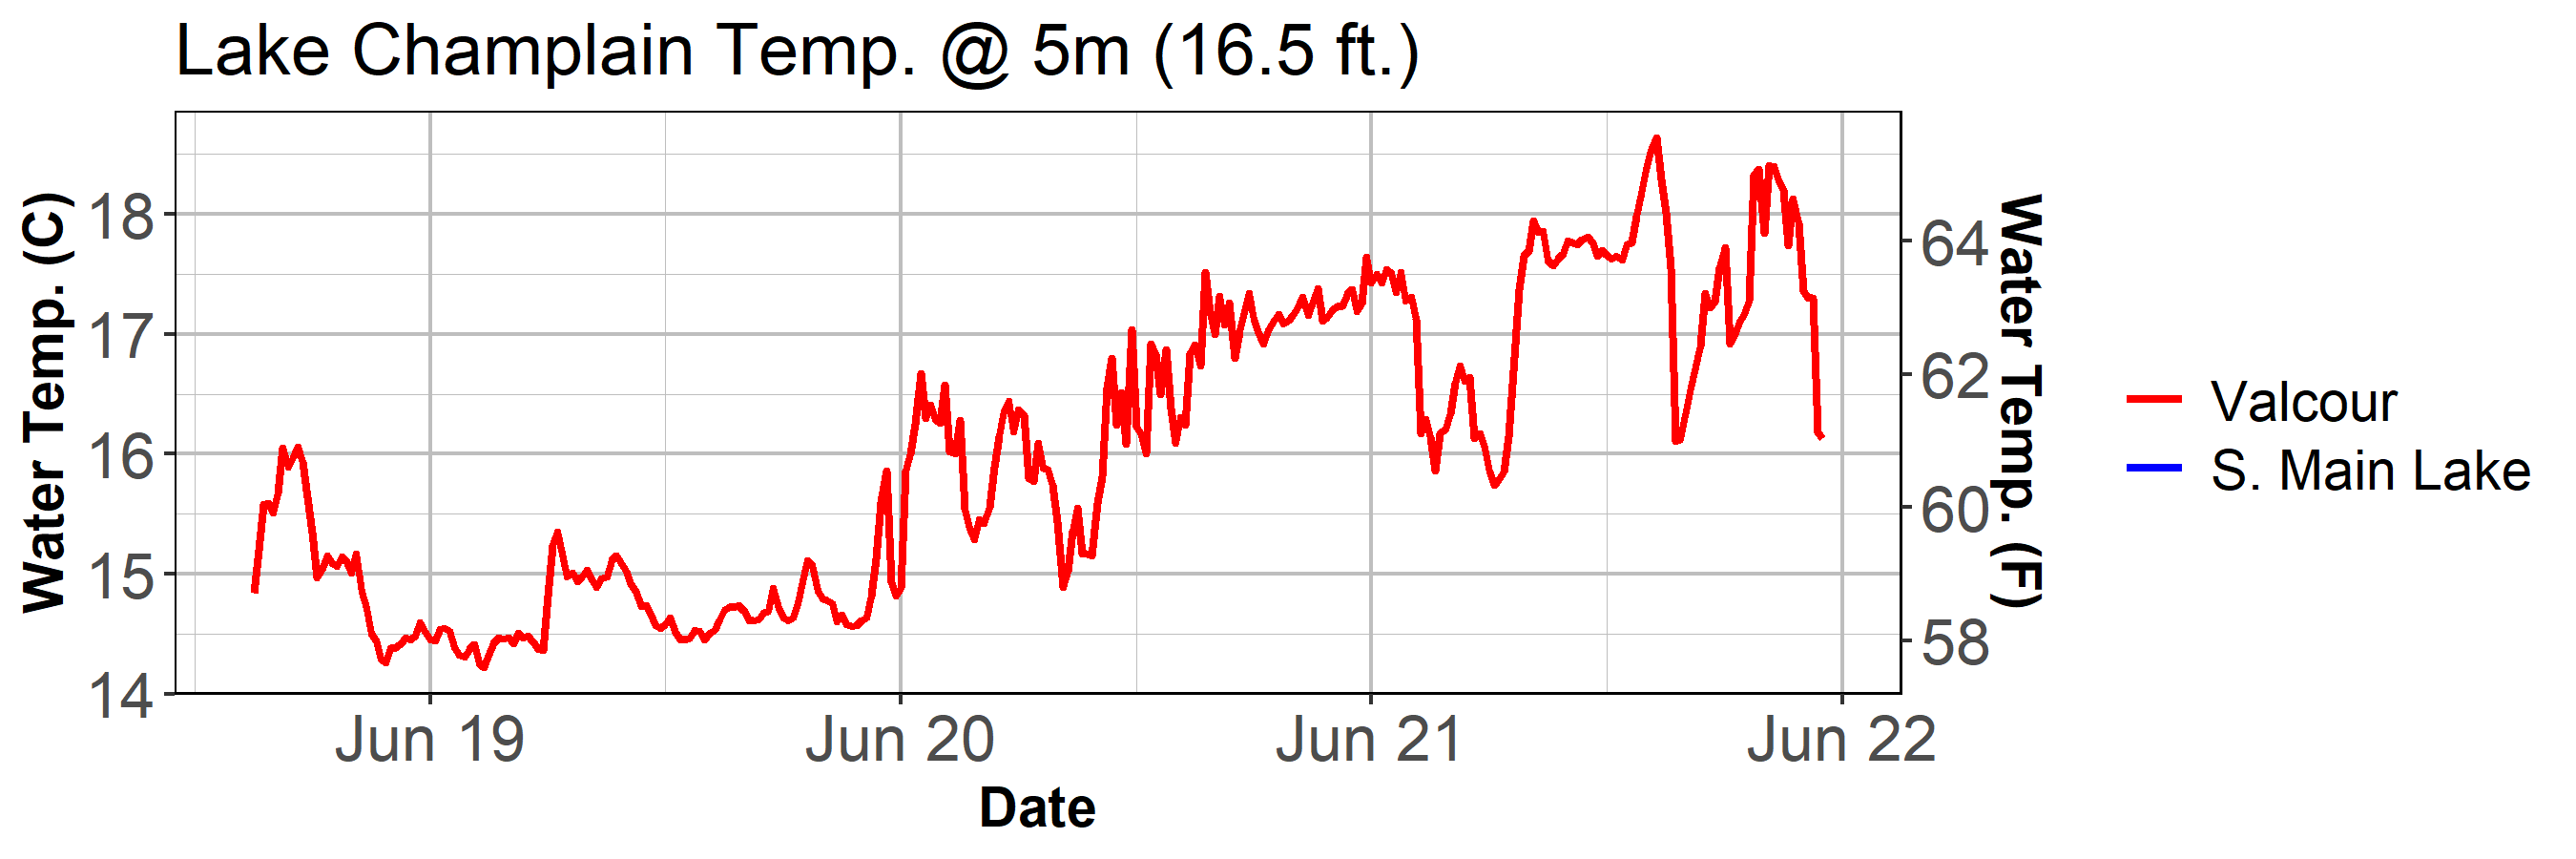 Lake Champlain Temp. @ 5m (16.5 ft.)
Water Temp. (C)
18
17
16
15
14
64
62
60
58
Water Temp. (F)
Jun 19
Jun 20
Jun 21
Jun 22
Date
Valcour
S. Main Lake